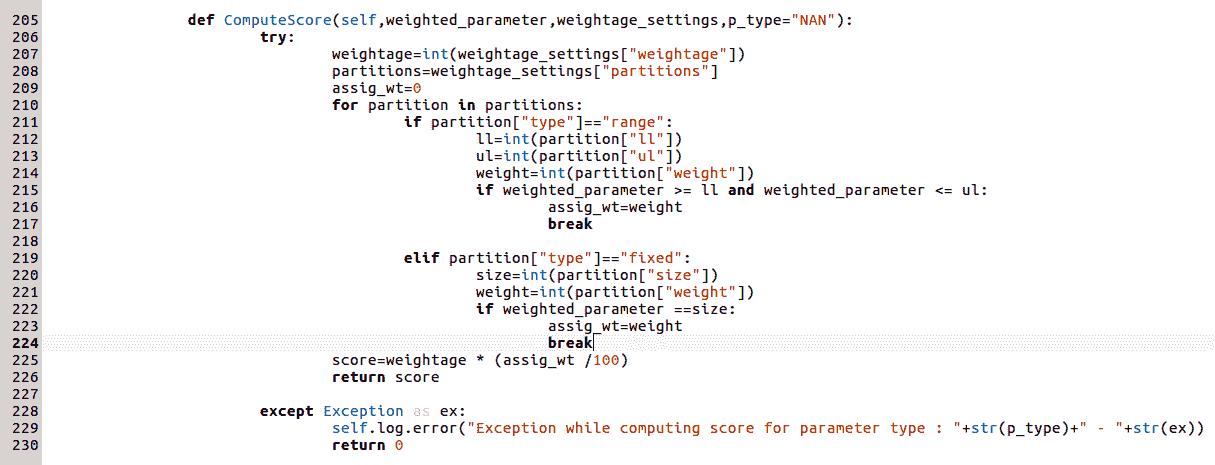 205 def ComputeScore(self,weighted_parameter,weightage_settings,p_type="NAN"):
206 try:
207 weightage=int(weightage_settings["weightage"])
208 partitions=weightage_settings["partitions"]
209 assig_wt=0
210 for partition in partitions:
211 if partition["type"]=="range":
212 ll=int(partition["ll"])
213 ul=int(partition["ul"])
214 weight=int(partition["weight"])
215 if weighted_parameter >= ll and weighted_parameter <= ul:
216 assig_wt=weight
217 break
218
219 elif partition["type"]=="fixed":
220 size=int(partition["size"])
221 weight=int(partition["weight"])
222 if weighted_parameter ==size:
223 assig_wt=weight
224 break
225 score=weightage * (assig_wt /100)
226 return score
227
228 except Exception as ex:
229 self.log.error("Exception while computing score for parameter type : "+str(p_type)+" - "+str(ex))
230 return 0